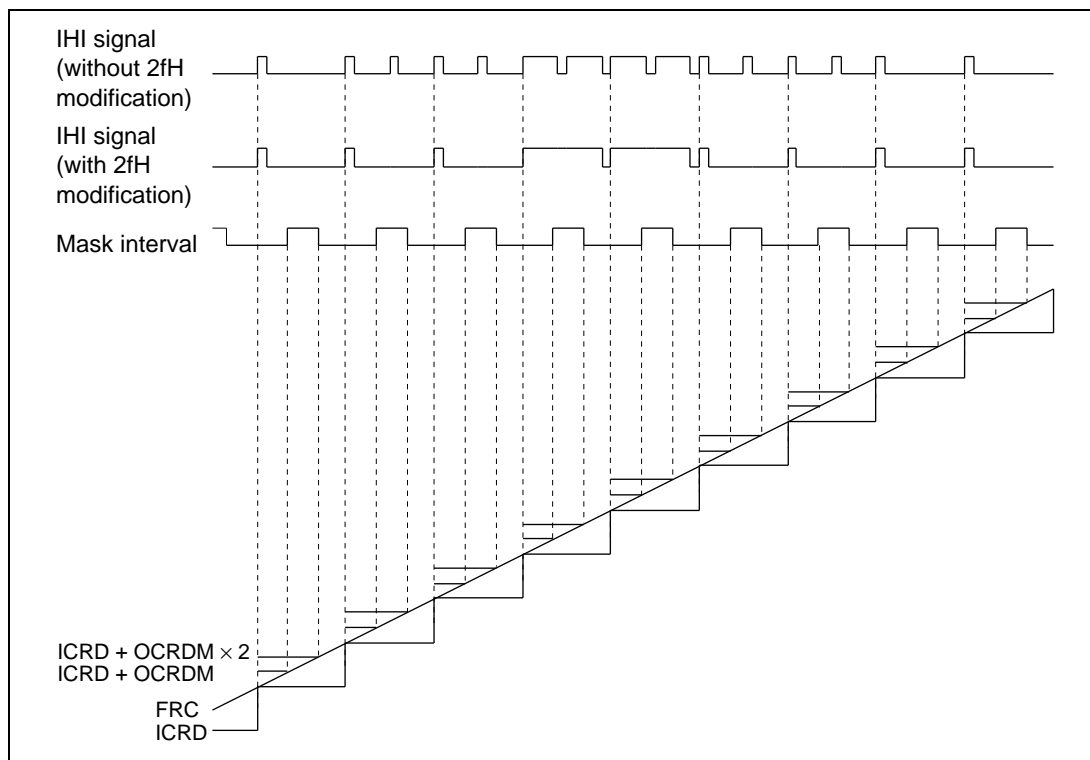 IHI signal
(without 2fH
modification)
IHI signal
(with 2fH
modification)
Mask interval
ICRD + OCRDM × 2
ICRD + OCRDM
FRC
ICRD